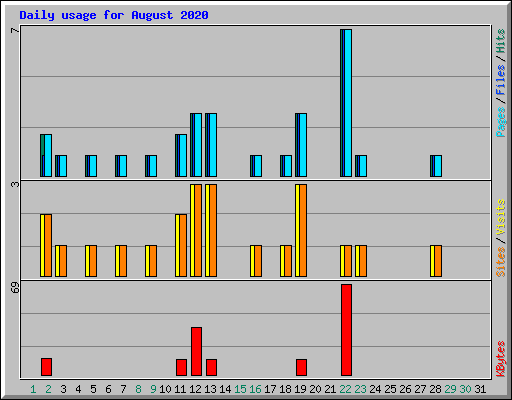 Daily usage for August 2020
7
3
69
Pages/Files/Hits
Sites/Visits
KBytes
1 2 3 4 5 6 7 8 9 10 11 12 13 14 15 16 17 18 19 20 21 22 23 24 25 26 27 28 29 30 31